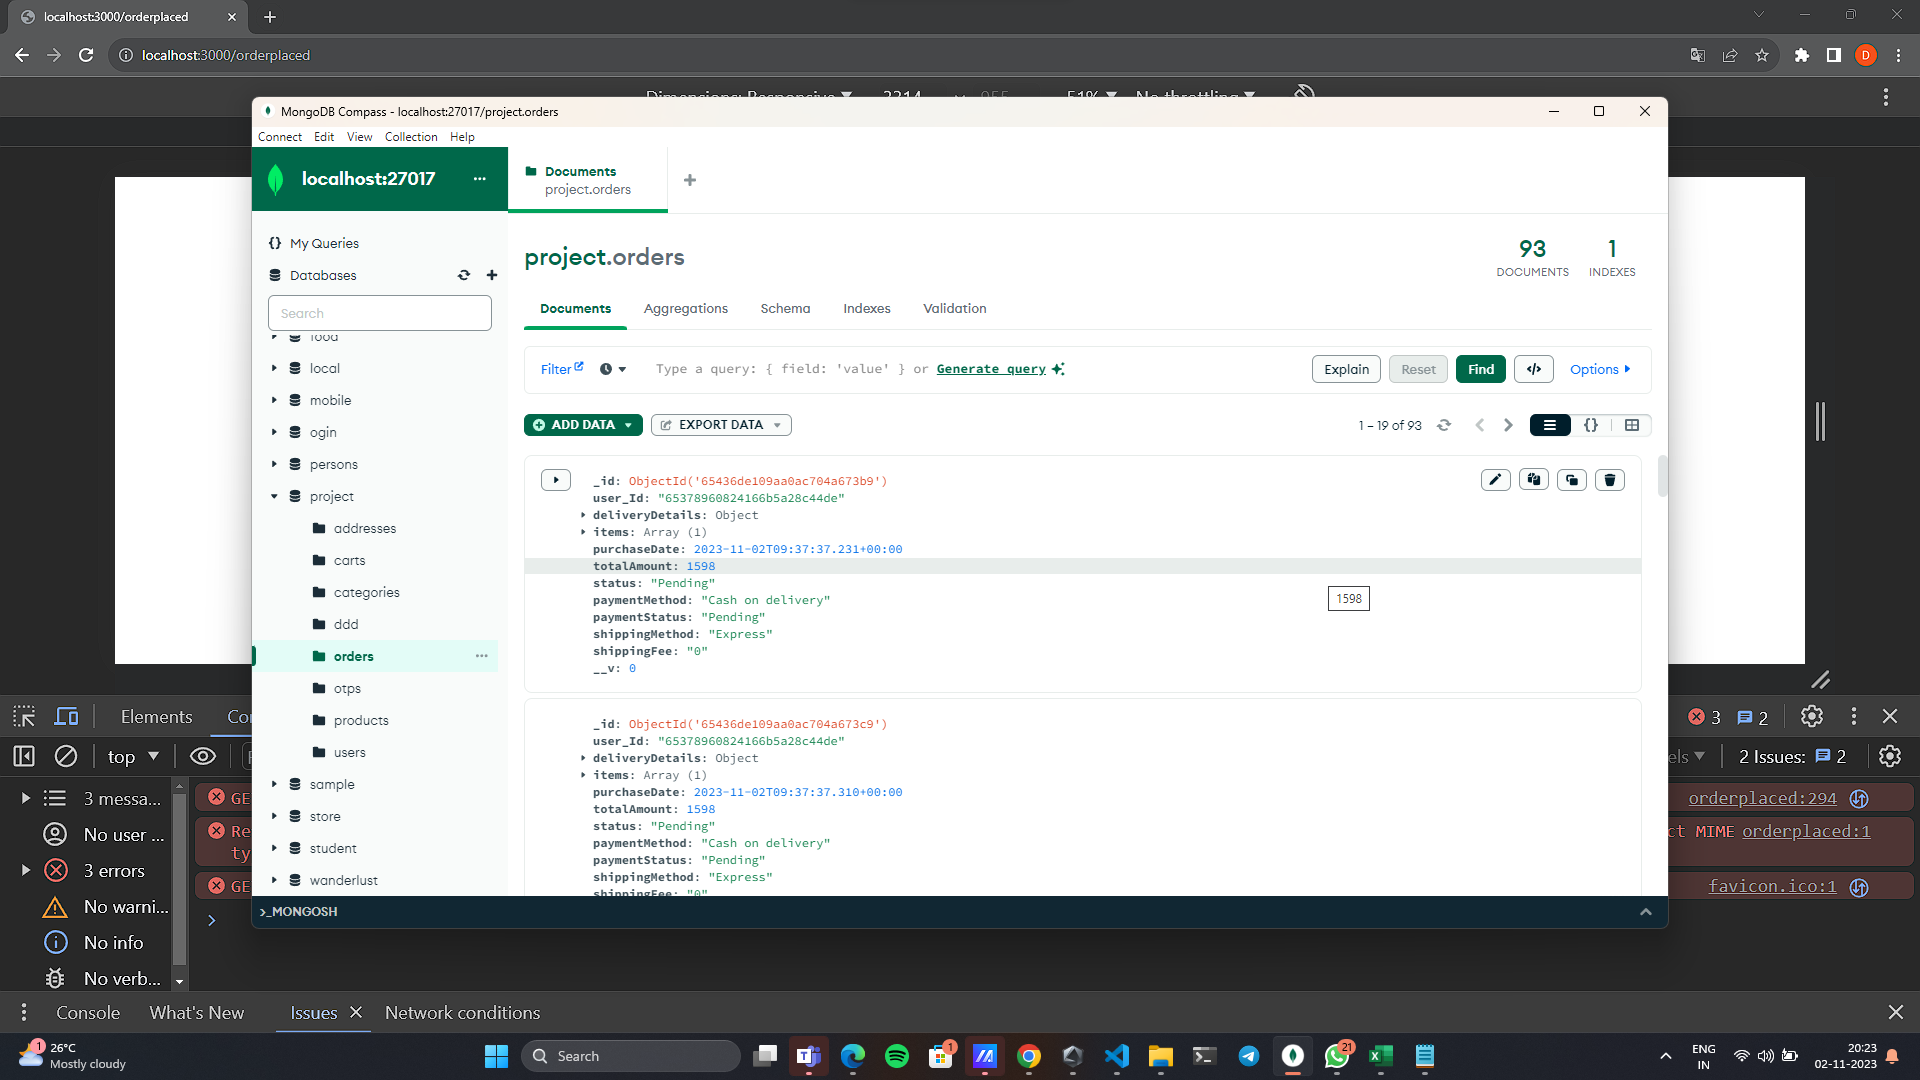 localhost:3000/orderplaced
localhost:3000/orderplaced
D
MongoDB Compass - localhost:27017/project.orders
Connect Edit View Collection Help
localhost:27017
Documents
project.orders
My Queries
Databases
Search
food
local
mobile
ogin
persons
project
addresses
carts
categories
ddd
orders
otps
products
users
sample
store
student
wanderlust
project.orders
93
DOCUMENTS
1
INDEXES
Documents Aggregations Schema Indexes Validation
Filter Type a query: { field: 'value' } or Generate query Explain Reset Find </> Options
ADD DATA EXPORT DATA 1 – 19 of 93 {}
_id: ObjectId('65436de109aa0ac704a673b9')
user_Id: "65378960824166b5a28c44de"
deliveryDetails: Object
items: Array (1)
purchaseDate: 2023-11-02T09:37:37.231+00:00
totalAmount: 1598
status: "Pending"
paymentMethod: "Cash on delivery"
paymentStatus: "Pending"
shippingMethod: "Express"
shippingFee: "0"
__v: 0
1598
_id: ObjectId('65436de109aa0ac704a673c9')
user_Id: "65378960824166b5a28c44de"
deliveryDetails: Object
items: Array (1)
purchaseDate: 2023-11-02T09:37:37.310+00:00
totalAmount: 1598
status: "Pending"
paymentMethod: "Cash on delivery"
paymentStatus: "Pending"
shippingMethod: "Express"
shippingFee: "0"
>_MONGOSH
Elements Co 3 2
top 2 Issues: 2
3 messa...
No user ...
3 errors
No warni...
No info
No verb...
GE orderplaced:294
Re ct MIME orderplaced:1
ty
GE favicon.ico:1
Console What's New Issues Network conditions
1
26°C
Mostly cloudy
Search
1
21
ENG
IN
20:23
02-11-2023